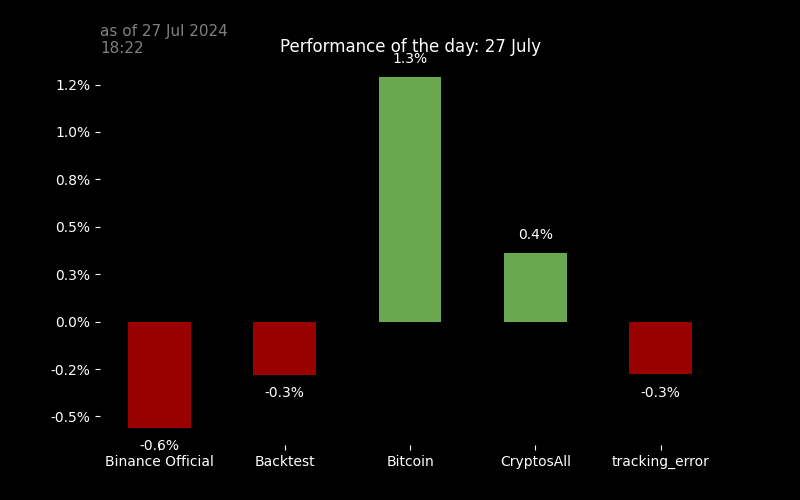 as of 27 Jul 2024
18:22
Performance of the day: 27 July
1.3%
1.2%
1.0%
0.8%
0.5%
0.3%
0.0%
-0.2%
-0.5%
0.4%
-0.3%
-0.3%
-0.6%
Binance Official
Backtest
Bitcoin
CryptosAll
tracking_error